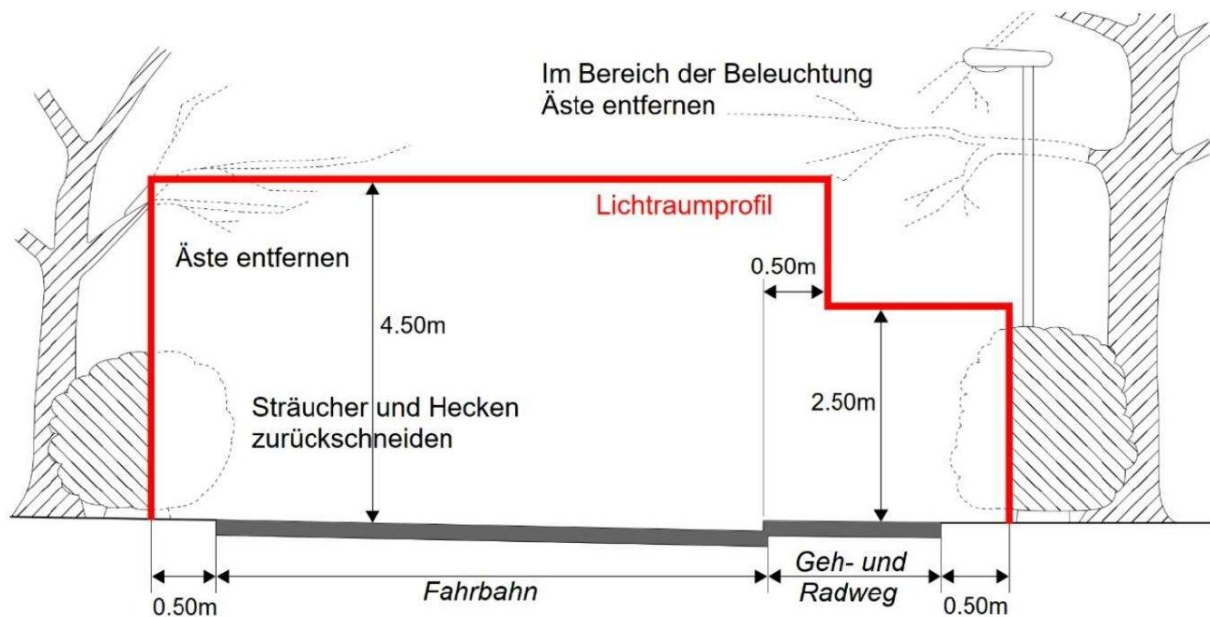 Im Bereich der Beleuchtung
Äste entfernen
Lichtraumprofil
Äste entfernen
0.50m
4.50m
Sträucher und Hecken
zurückschneiden
2.50m
0.50m
Fahrbahn
Geh- und
Radweg
0.50m